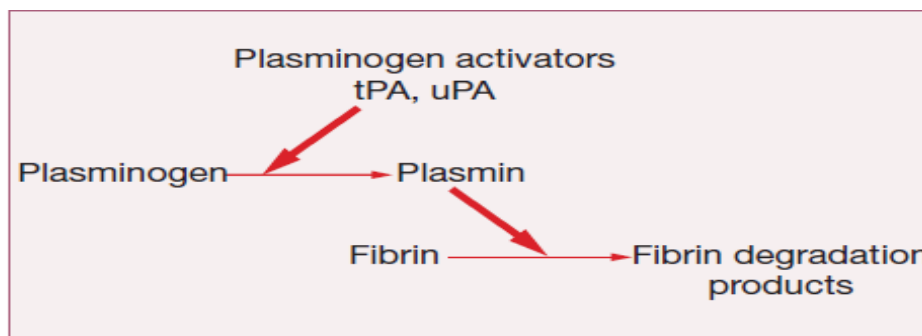 Plasminogen activators
tPA, uPA
Plasminogen
Plasmin
Fibrin
Fibrin degradation
products